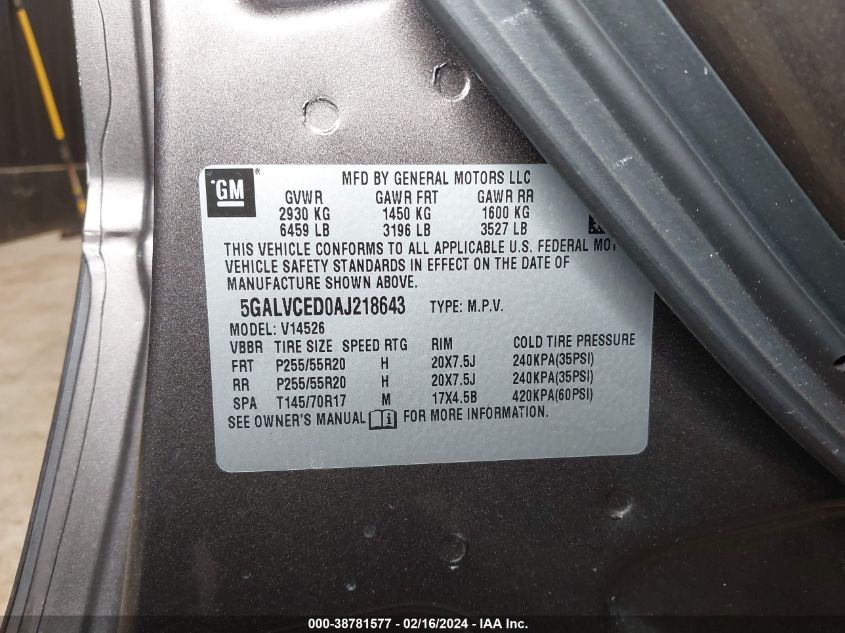 GM ®
MFD BY GENERAL MOTORS LLC
GVWR GAWR FRT GAWR RR
2930 KG 1450 KG 1600 KG
6459 LB 3196 LB 3527 LB
THIS VEHICLE CONFORMS TO ALL APPLICABLE U.S. FEDERAL
VEHICLE SAFETY STANDARDS IN EFFECT ON THE DATE OF
MANUFACTURE SHOWN ABOVE.
5GALVCED0AJ218643 TYPE: M.P.V.
MODEL: V14526
VBBR TIRE SIZE SPEED RTG RIM COLD TIRE PRESSURE
FRT P255/55R20 H 20X7.5J 240KPA(35PSI)
RR P255/55R20 H 20X7.5J 240KPA(35PSI)
SPA T145/70R17 M 17X4.5B 420KPA(60PSI)
SEE OWNER'S MANUAL i FOR MORE INFORMATION.
000-38781577 - 02/16/2024 - IAA Inc.